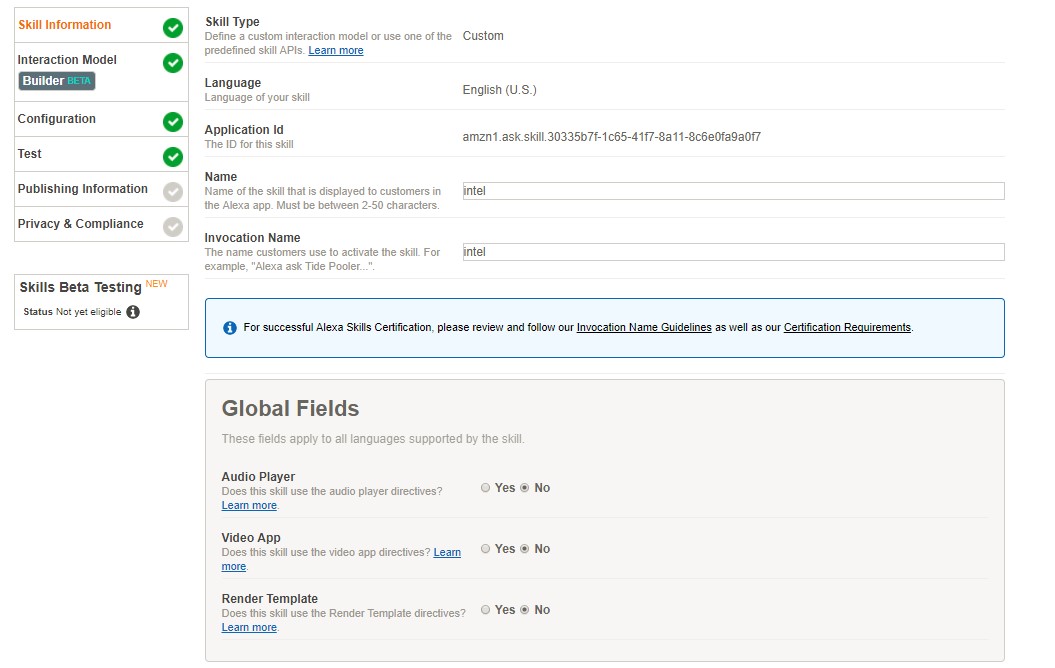 Skill Information
Interaction Model
Builder BETA
Configuration
Test
Publishing Information
Privacy & Compliance
Skills Beta Testing NEW
Status Not yet eligible
Skill Type
Define a custom interaction model or use one of the
predefined skill APIs. Learn more
Custom
Language
Language of your skill
English (U.S.)
Application Id
The ID for this skill
amzn1.ask.skill.30335b7f-1c65-41f7-8a11-8c6e0fa9a0f7
Name
Name of the skill that is displayed to customers in
the Alexa app. Must be between 2-50 characters.
intel
Invocation Name
The name customers use to activate the skill. For
example, "Alexa ask Tide Pooler...".
intel
For successful Alexa Skills Certification, please review and follow our Invocation Name Guidelines as well as our Certification Requirements.
Global Fields
These fields apply to all languages supported by the skill.
Audio Player
Does this skill use the audio player directives?
Learn more.
Yes No
Video App
Does this skill use the video app directives? Learn
more.
Yes No
Render Template
Does this skill use the Render Template directives?
Learn more.
Yes No